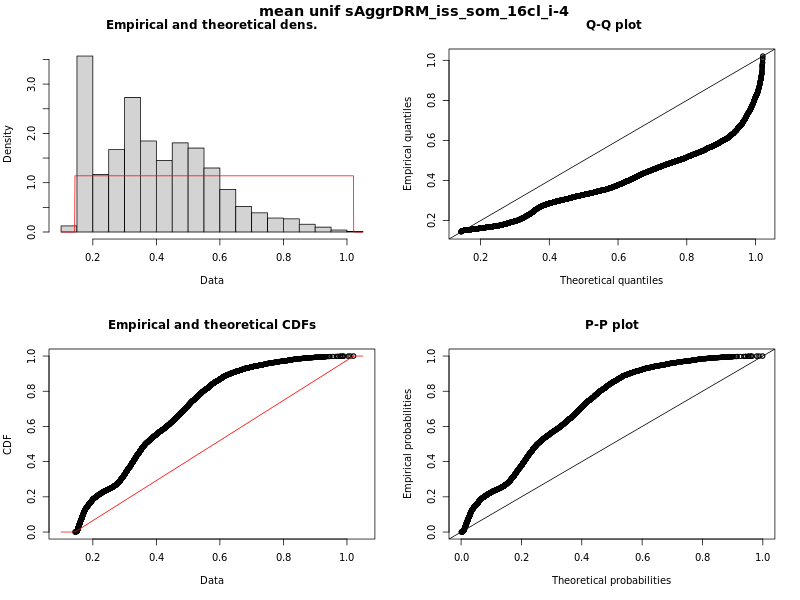 mean unif sAggrDRM_iss_som_16cl_i-4
Empirical and theoretical dens.
Density
0.0 1.0 2.0 3.0
0.2 0.4 0.6 0.8 1.0
Data
Q-Q plot
Empirical quantiles
0.2 0.4 0.6 0.8 1.0
0.2 0.4 0.6 0.8 1.0
Theoretical quantiles
Empirical and theoretical CDFs
CDF
0.0 0.2 0.4 0.6 0.8 1.0
0.2 0.4 0.6 0.8 1.0
Data
P-P plot
Empirical probabilities
0.0 0.2 0.4 0.6 0.8 1.0
0.0 0.2 0.4 0.6 0.8 1.0
Theoretical probabilities